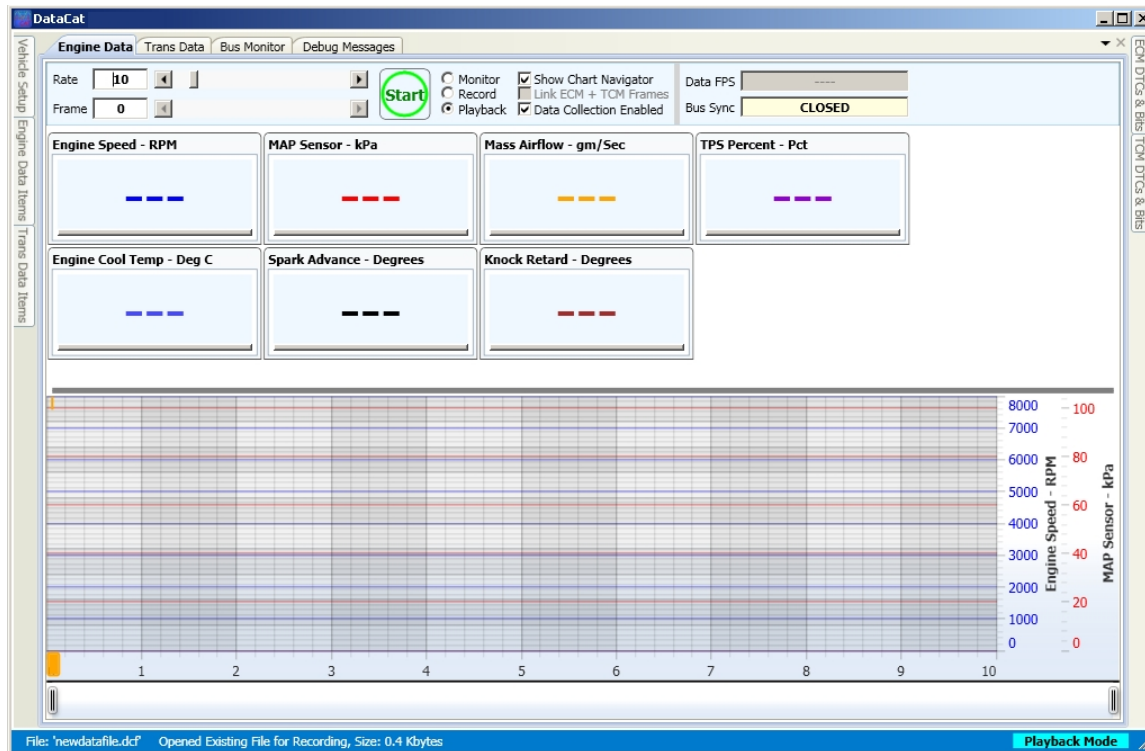 DataCat
Engine Data Trans Data Bus Monitor Debug Messages
Vehicle Setup
Engine Data Items
Trans Data Items
Rate 10
Frame 0
Start
Monitor
Record
Playback
Show Chart Navigator
Link ECM + TCM Frames
Data Collection Enabled
Data FPS ----
Bus Sync CLOSED
ECM DTCs & Bits
TCM DTCs & Bits
Engine Speed - RPM
---
MAP Sensor - kPa
---
Mass Airflow - gm/Sec
---
TPS Percent - Pct
---
Engine Cool Temp - Deg C
---
Spark Advance - Degrees
---
Knock Retard - Degrees
---
8000
7000
6000
5000
4000
3000
2000
1000
0
Engine Speed - RPM
100
80
60
40
20
0
MAP Sensor - kPa
1 2 3 4 5 6 7 8 9 10
File: 'newdatafile.dcf' Opened Existing File for Recording, Size: 0.4 Kbytes
Playback Mode